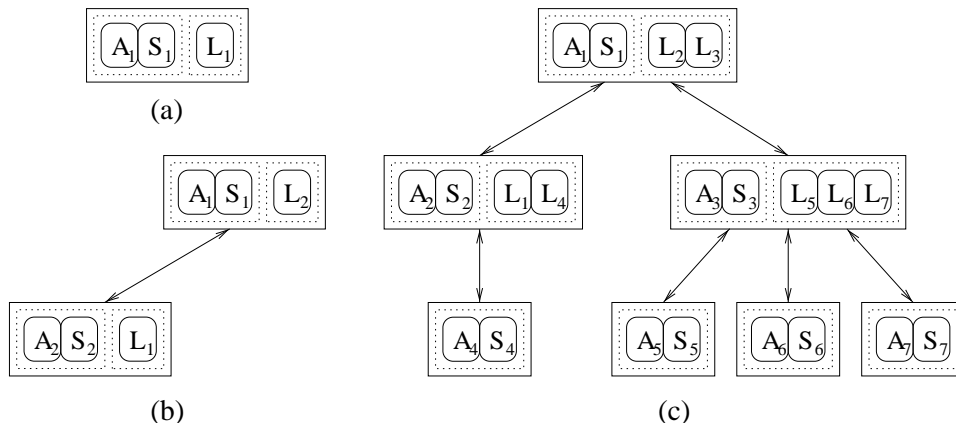 A₁ S₁ L₁
(a)
A₁ S₁ L₂
A₂ S₂ L₁
(b)
A₁ S₁ L₂ L₃
A₂ S₂ L₁ L₄
A₃ S₃ L₅ L₆ L₇
A₄ S₄
A₅ S₅
A₆ S₆
A₇ S₇
(c)